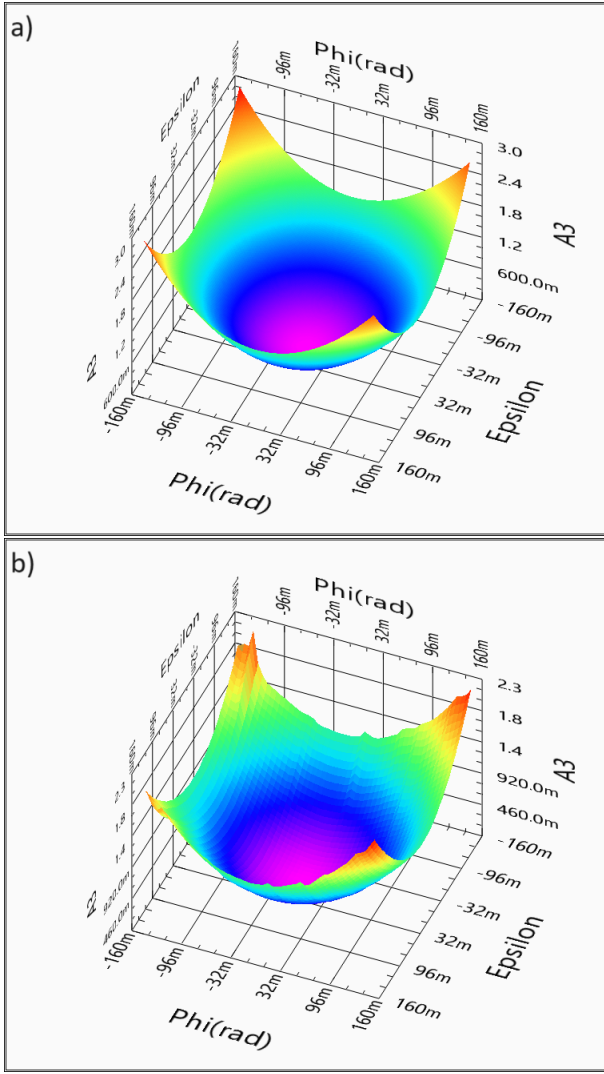 a)
Phi(rad)
-96m
-32m
32m
96m
160m
Epsilon
3.0
2.4
1.8
1.2
600.0m
A3
-160m
-96m
-32m
32m
96m
160m
Epsilon
3.0
2.4
1.8
1.2
600.0m
-160m
-96m
-32m
32m
96m
160m
Phi(rad)
b)
Phi(rad)
-96m
-32m
32m
96m
160m
Epsilon
2.3
1.8
1.4
920.0m
460.0m
A3
-160m
-96m
-32m
32m
96m
160m
Epsilon
2.3
1.8
1.4
920.0m
460.0m
-160m
-96m
-32m
32m
96m
160m
Phi(rad)